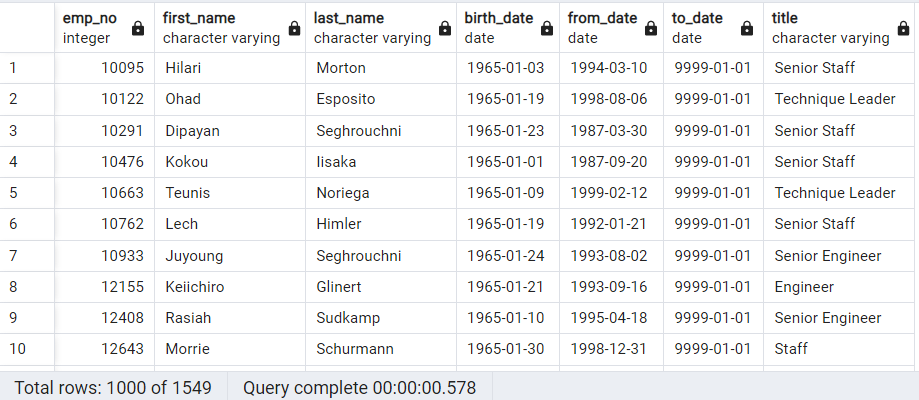 emp_no first_name last_name birth_date from_date to_date title
integer character varying character varying date date date character varying
1 10095 Hilari Morton 1965-01-03 1994-03-10 9999-01-01 Senior Staff
2 10122 Ohad Esposito 1965-01-19 1998-08-06 9999-01-01 Technique Leader
3 10291 Dipayan Seghrouchni 1965-01-23 1987-03-30 9999-01-01 Senior Staff
4 10476 Kokou Iisaka 1965-01-01 1987-09-20 9999-01-01 Senior Staff
5 10663 Teunis Noriega 1965-01-09 1999-02-12 9999-01-01 Technique Leader
6 10762 Lech Himler 1965-01-19 1992-01-21 9999-01-01 Senior Staff
7 10933 Juyoung Seghrouchni 1965-01-24 1993-08-02 9999-01-01 Senior Engineer
8 12155 Keiichiro Glinert 1965-01-21 1993-09-16 9999-01-01 Engineer
9 12408 Rasiah Sudkamp 1965-01-10 1995-04-18 9999-01-01 Senior Engineer
10 12643 Morrie Schurmann 1965-01-30 1998-12-31 9999-01-01 Staff
Total rows: 1000 of 1549 Query complete 00:00:00.578